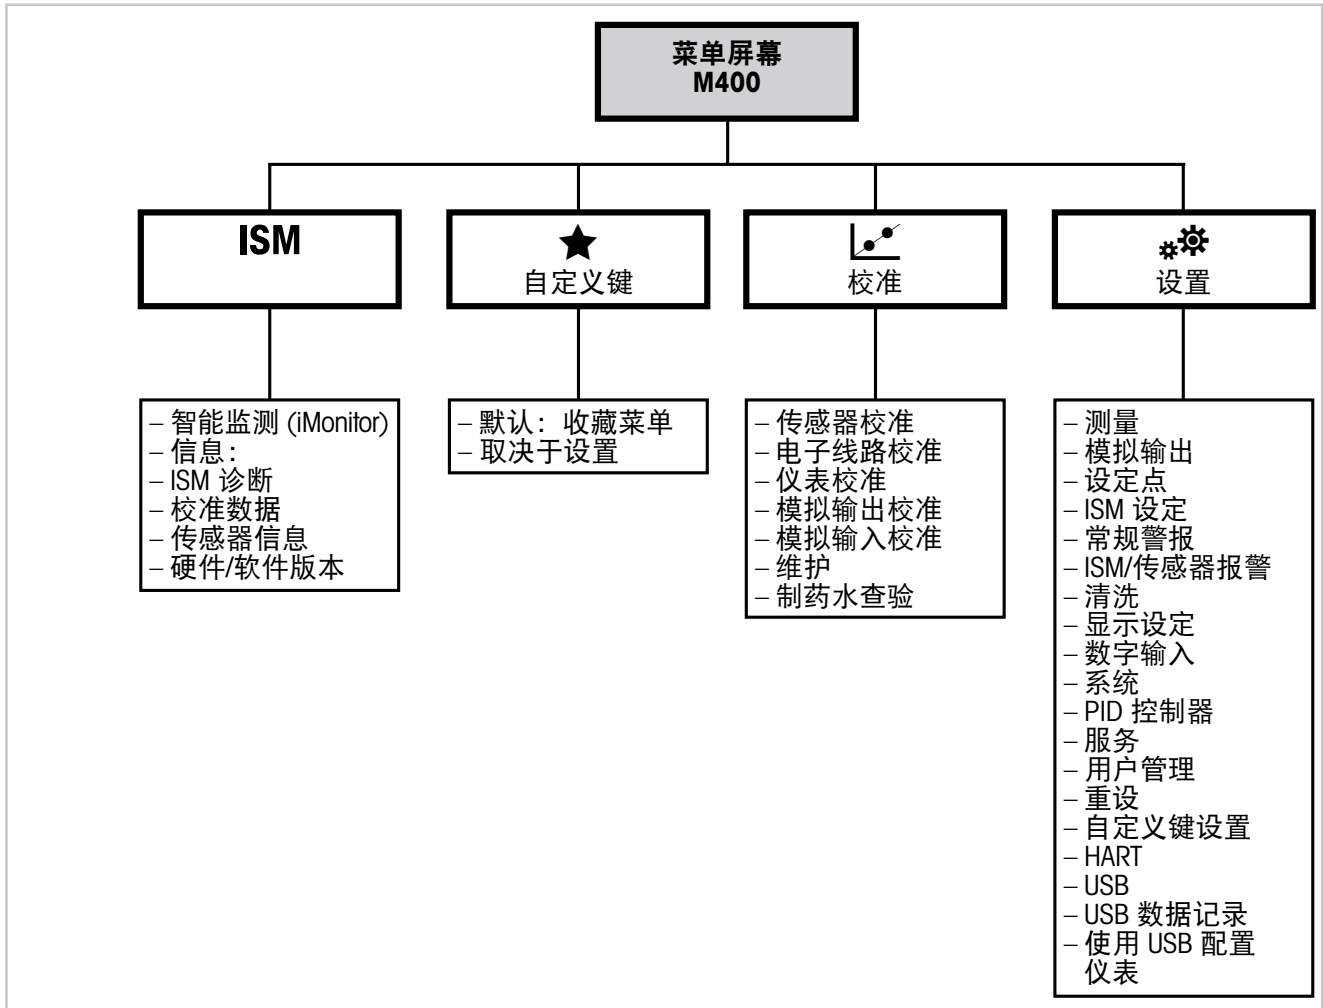 菜单屏幕
M400
ISM
自定义键
校准
设置
– 智能监测 (iMonitor)
– 信息：
– ISM 诊断
– 校准数据
– 传感器信息
– 硬件/软件版本
– 默认：收藏菜单
– 取决于设置
– 传感器校准
– 电子线路校准
– 仪表校准
– 模拟输出校准
– 模拟输入校准
– 维护
– 制药水查验
– 测量
– 模拟输出
– 设定点
– ISM 设定
– 常规警报
– ISM/传感器报警
– 清洗
– 显示设定
– 数字输入
– 系统
– PID 控制器
– 服务
– 用户管理
– 重设
– 自定义键设置
– HART
– USB
– USB 数据记录
– 使用 USB 配置
仪表